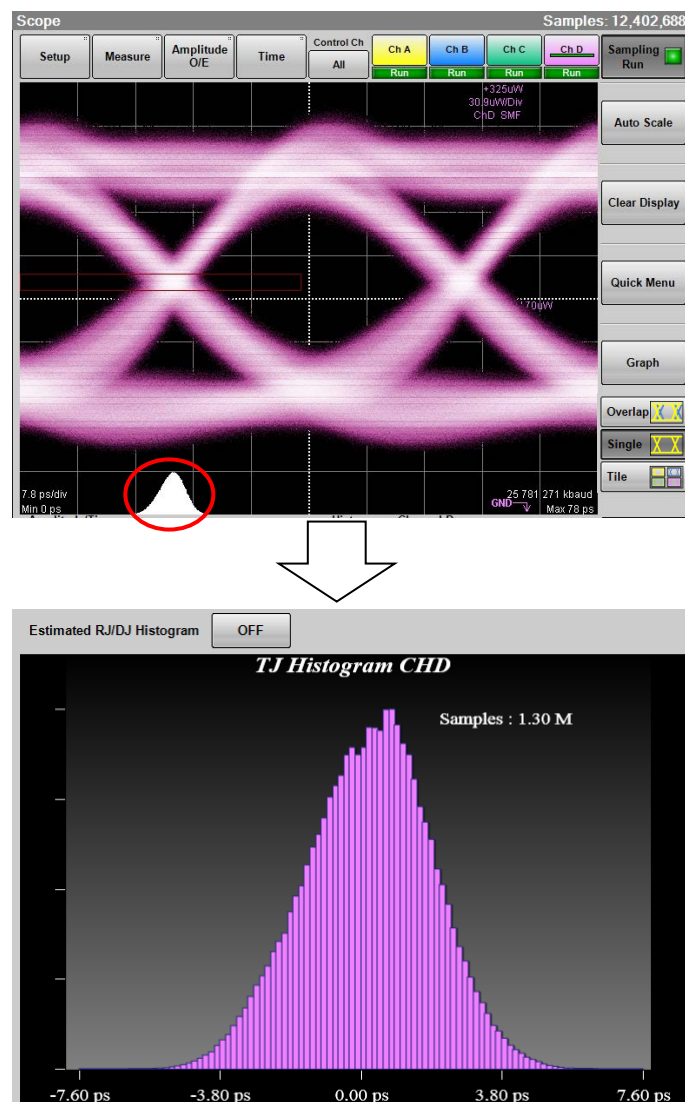 Scope Samples: 12,402,688
Setup Measure Amplitude O/E Time Control Ch All Ch A Run Ch B Run Ch C Run Ch D Run Sampling Run
+325uW
30.9uW/Div
ChD SMF
Auto Scale
Clear Display
Quick Menu
170uW
Graph
Overlap
Single
Tile
7.8 ps/div 25 781 271 kbaud
Min 0 ps GND Max 78 ps
Estimated RJ/DJ Histogram OFF
TJ Histogram CHD
Samples : 1.30 M
-7.60 ps -3.80 ps 0.00 ps 3.80 ps 7.60 ps